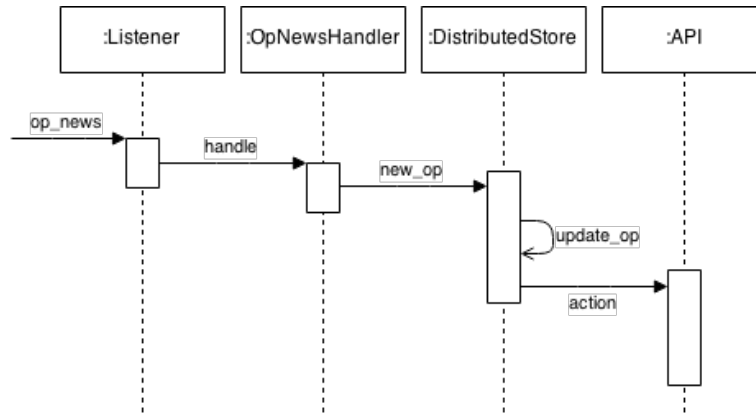 :Listener
:OpNewsHandler
:DistributedStore
:API
op_news
handle
new_op
update_op
action